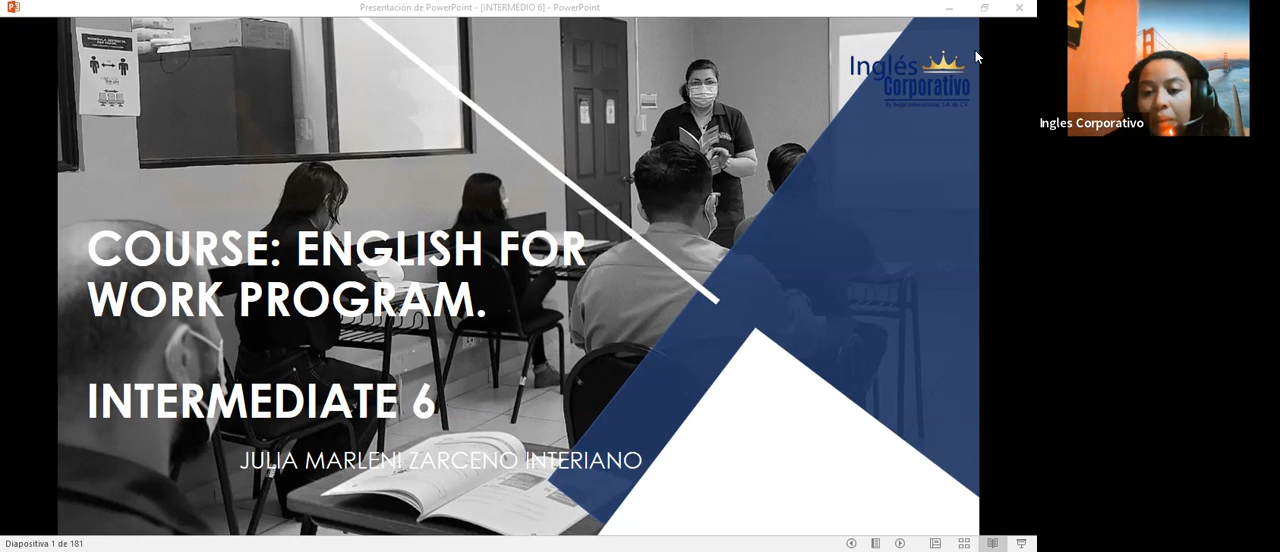 Presentación de PowerPoint - [INTERMEDIO 6] - PowerPoint
Inglés
Corporativo
Ingles Corporativo
COURSE: ENGLISH FOR
WORK PROGRAM.
INTERMEDIATE 6
JULIA MARLENI ZARCENO INTERIANO
Diapositiva 1 de 181